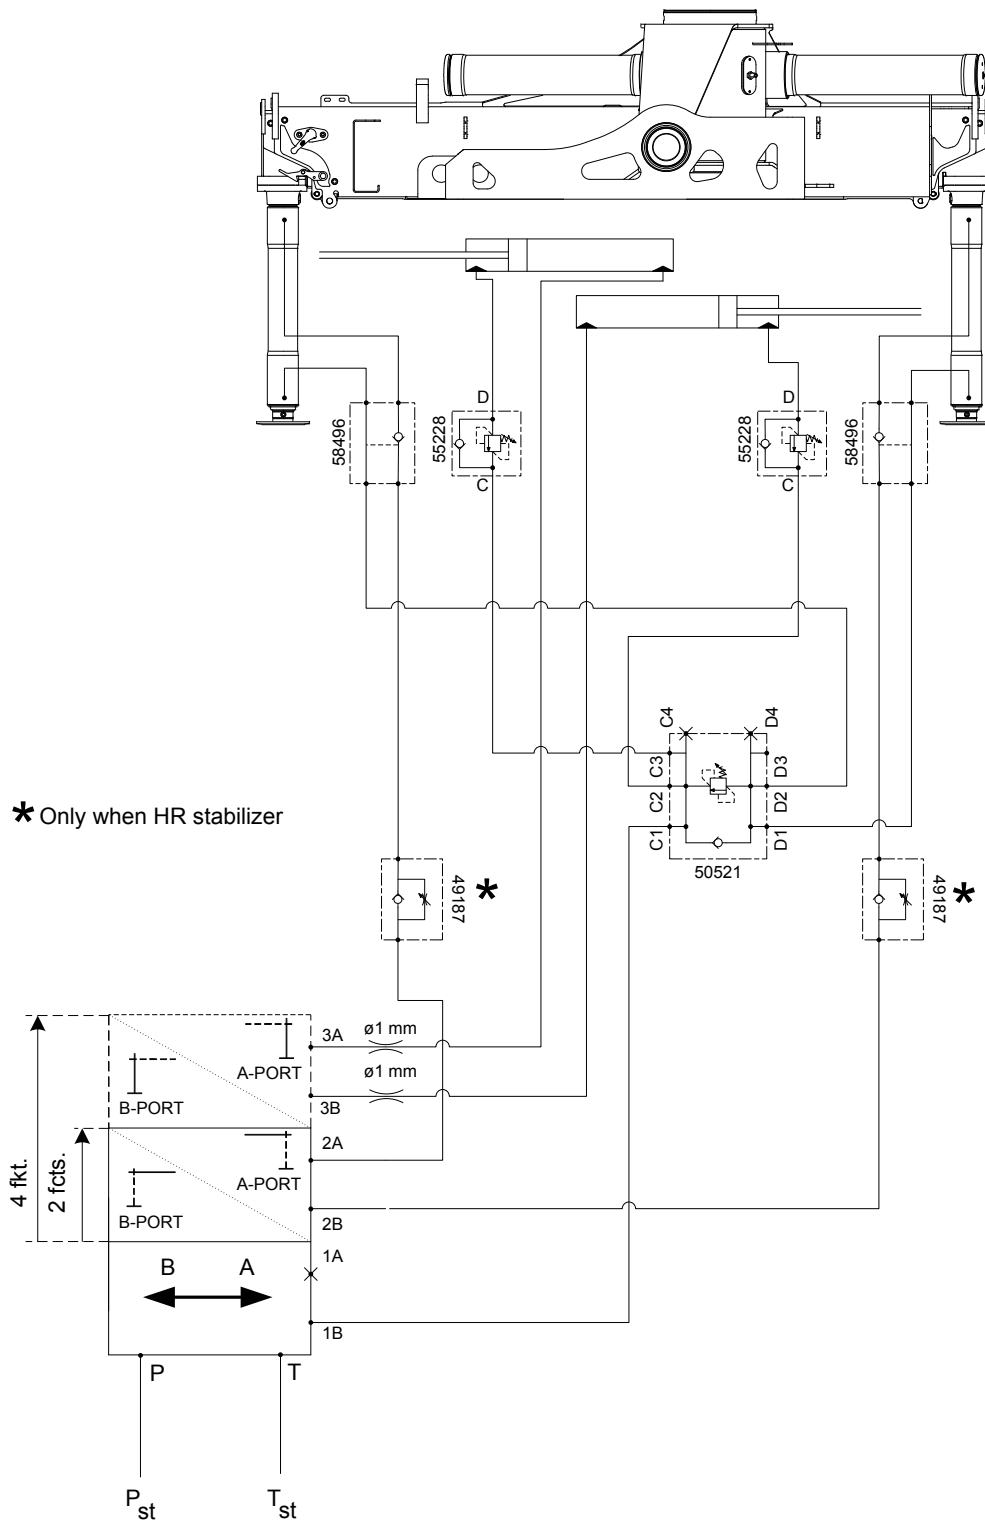 D
D
58496
55228
55228
58496
C
C
C4
D4
C3
D3
C2
D2
C1
D1
50521
* Only when HR stabilizer
49187
*
49187
*
3A
ø1 mm
A-PORT
ø1 mm
B-PORT
3B
2A
A-PORT
B-PORT
2B
4 fkt.
2 fcts.
1A
B A
1B
P T
Pst Tst